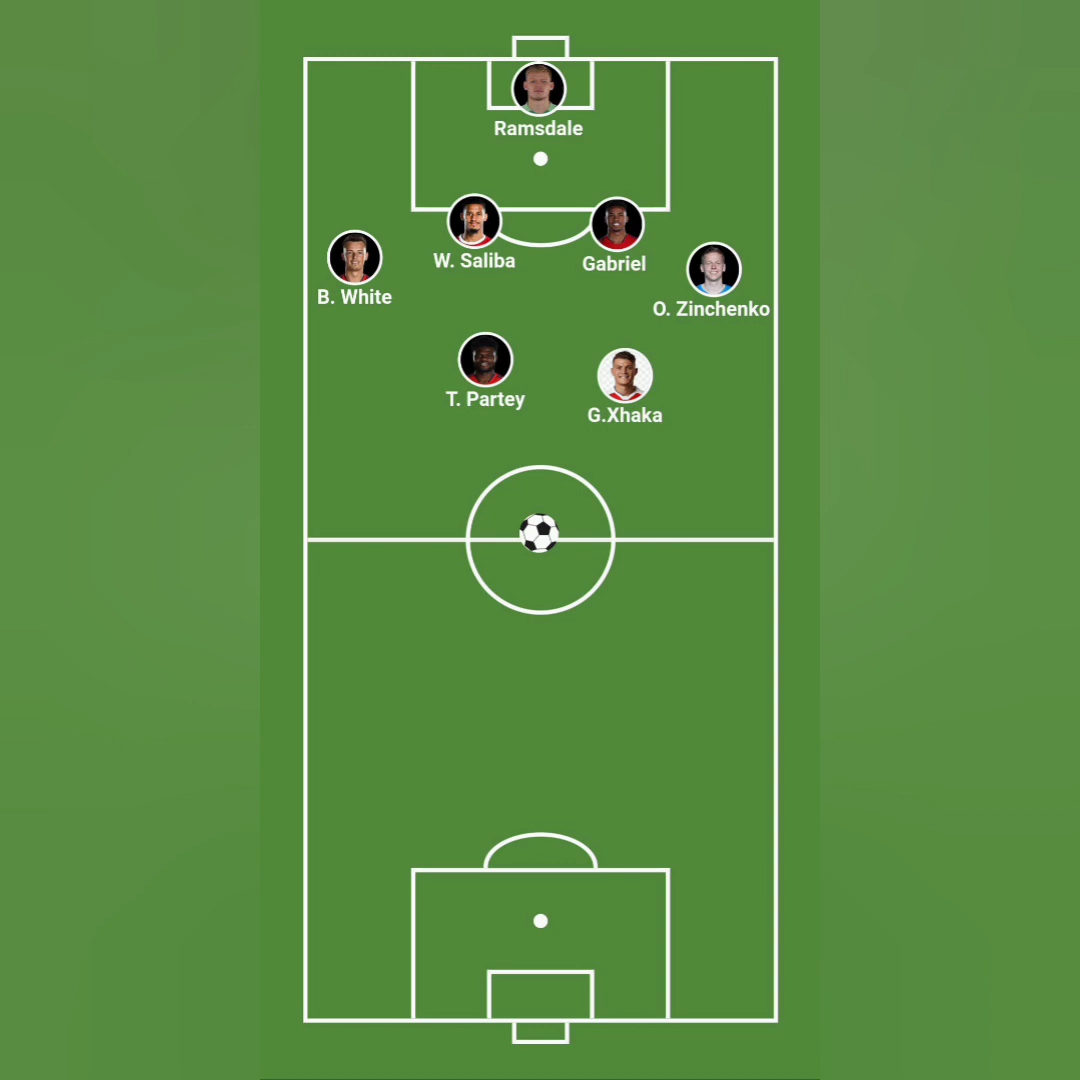 Ramsdale
W. Saliba
Gabriel
B. White
O. Zinchenko
T. Partey
G.Xhaka